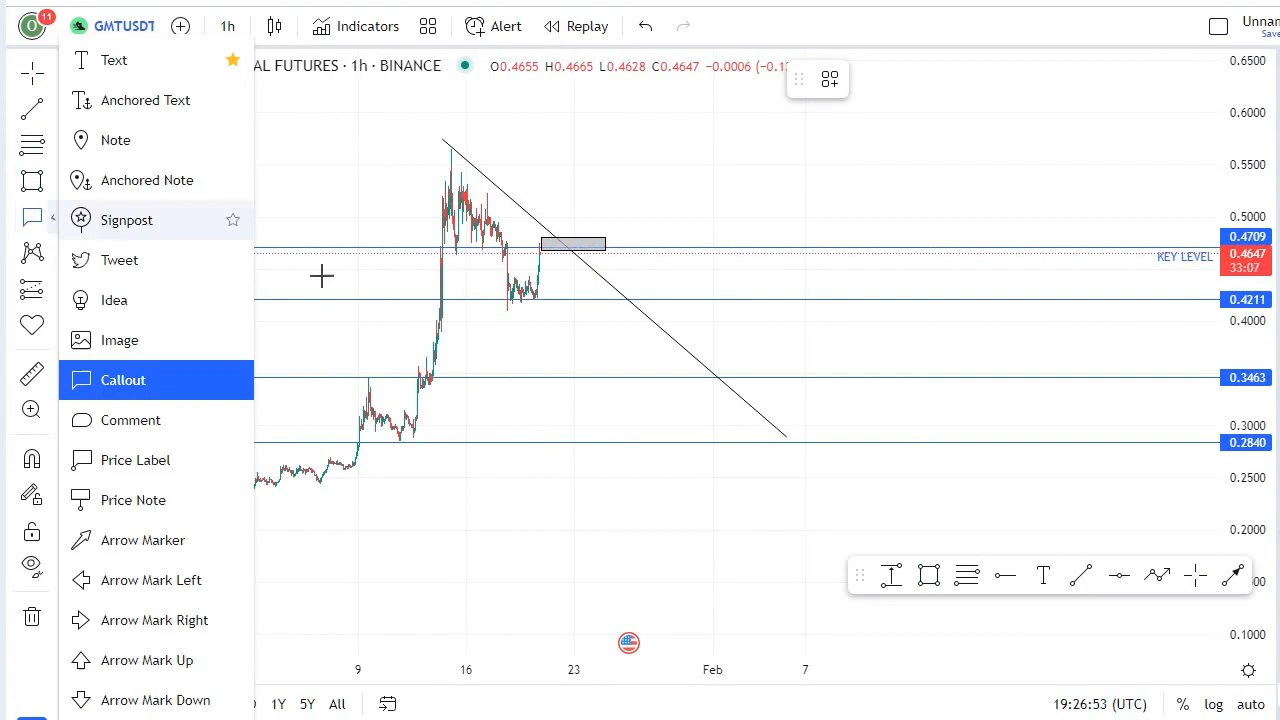 O 11 GMTUSDT 1h Indicators Alert Replay Unnan
Save
AL FUTURES · 1h · BINANCE O0.4655 H0.4665 L0.4628 C0.4647 −0.0006 (−0.13
Text
Anchored Text
Note
Anchored Note
Signpost
Tweet
Idea
Image
Callout
Comment
Price Label
Price Note
Arrow Marker
Arrow Mark Left
Arrow Mark Right
Arrow Mark Up
Arrow Mark Down
0.6500
0.6000
0.5500
0.5000
0.4709
KEY LEVEL 0.4647
33:07
0.4211
0.4000
0.3463
0.3000
0.2840
0.2500
0.2000
0.1000
9 16 23 Feb 7
1Y 5Y All 19:26:53 (UTC) % log auto